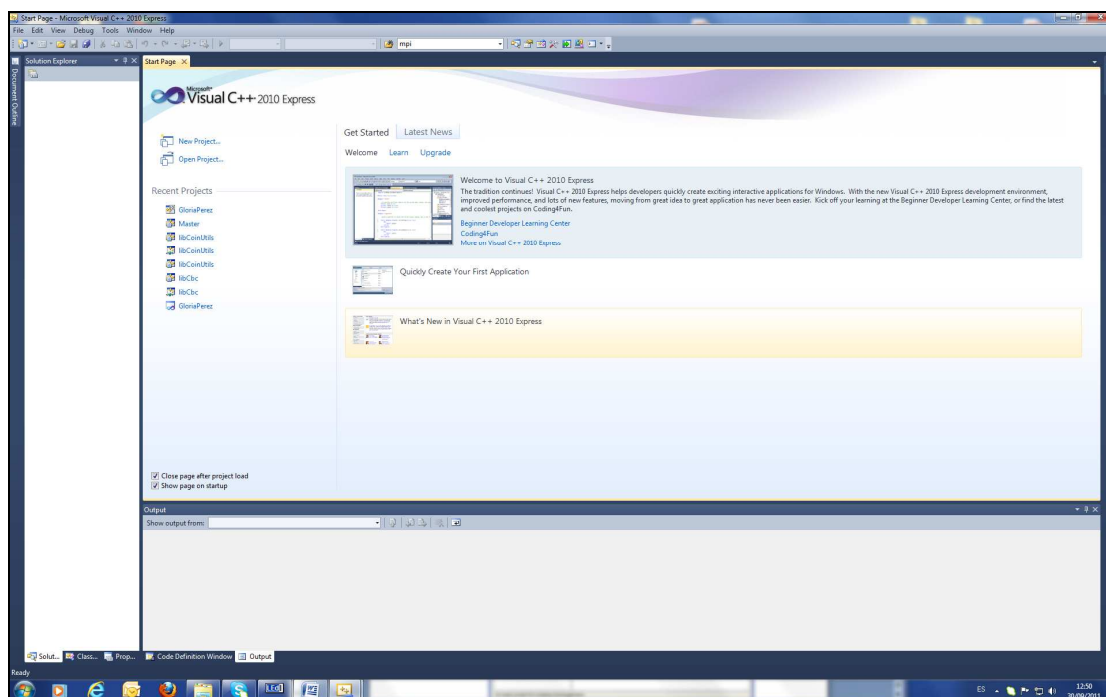 Start Page - Microsoft Visual C++ 2010 Express
File Edit View Debug Tools Window Help
mpi
Solution Explorer
Start Page
Document Outline
Microsoft
Visual C++ 2010 Express
New Project...
Open Project...
Recent Projects
GloriaPerez
Master
libCoinUtils
libCoinUtils
libCoinUtils
libCbc
libCbc
GloriaPerez
Close page after project load
Show page on startup
Get Started Latest News
Welcome Learn Upgrade
Welcome to Visual C++ 2010 Express
The tradition continues! Visual C++ 2010 Express helps developers quickly create exciting interactive applications for Windows. With the new Visual C++ 2010 Express development environment,
improved performance, and lots of new features, moving from great idea to great application has never been easier. Kick off your learning at the Beginner Developer Learning Center, or find the latest
and coolest projects on Coding4Fun.
Beginner Developer Learning Center
Coding4Fun
More on Visual C++ 2010 Express
Quickly Create Your First Application
What's New in Visual C++ 2010 Express
Output
Show output from:
Solut... Class... Prop... Code Definition Window Output
Ready
LEd
ES
12:50
30/09/2011